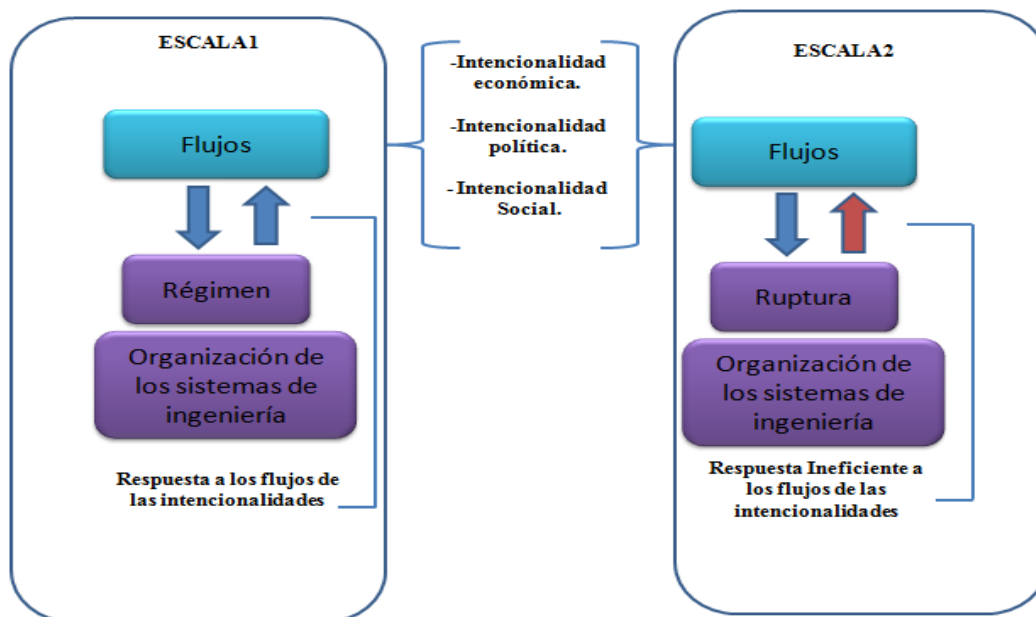 ESCALA1
Flujos
Régimen
Organización de
los sistemas de
ingeniería
Respuesta a los flujos de
las intencionalidades
-Intencionalidad
económica.
-Intencionalidad
política.
- Intencionalidad
Social.
ESCALA2
Flujos
Ruptura
Organización de
los sistemas de
ingeniería
Respuesta Ineficiente a
los flujos de las
intencionalidades